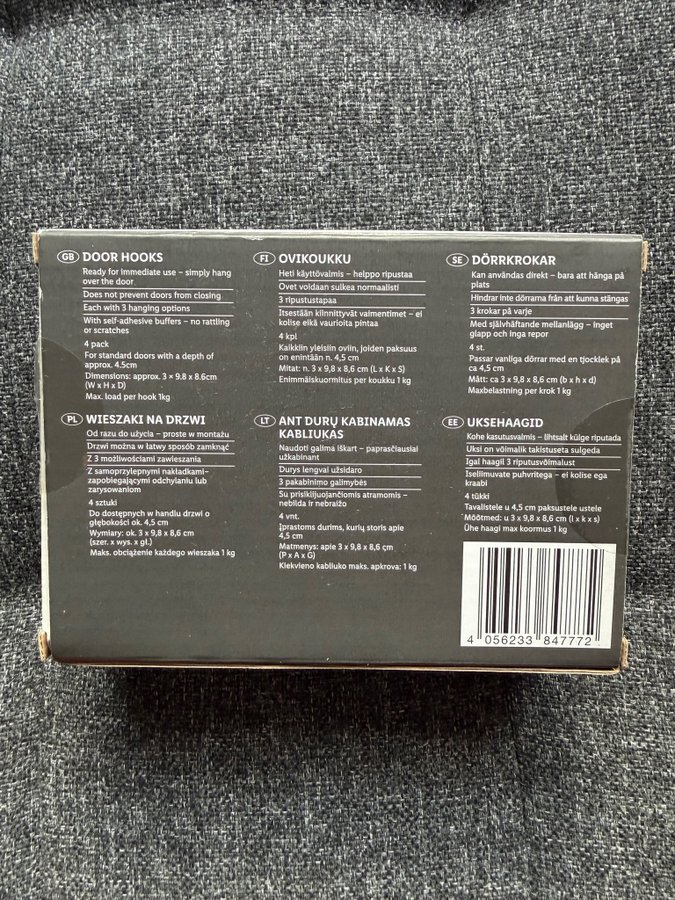 GB DOOR HOOKS
Ready for immediate use – simply hang
over the door
Does not prevent doors from closing
Each with 3 hanging options
With self-adhesive buffers – no rattling
or scratches
4 pack
For standard doors with a depth of
approx. 4.5cm
Dimensions: approx. 3 × 9.8 x 8.6cm
(W x H x D)
Max. load per hook 1kg
FI OVIKOUKKU
Heti käyttövalmis – helppo ripustaa
Ovet voidaan sulkea normaalisti
3 ripustustapaa
Itsestään kiinnittyvät vaimentimet – ei
kolise eikä vaurioita pintaa
4 kpl
Kaikkiin yleisiin oviin, joiden paksuus
on enintään n. 4,5 cm
Mitat: n. 3 x 9,8 x 8,6 cm (L x K x S)
Enimmäiskuormitus per koukku 1 kg
SE DÖRRKROKAR
Kan användas direkt – bara att hänga på
plats
Hindrar inte dörrarna från att kunna stängas
3 krokar på varje
Med självhäftande mellanlägg – inget
glapp och inga repor
4 st.
Passar vanliga dörrar med en tjocklek på
ca 4,5 cm
Mått: ca 3 x 9,8 x 8,6 cm (b x h x d)
Maxbelastning per krok 1 kg
PL WIESZAKI NA DRZWI
Od razu do użycia – proste w montażu
Drzwi można w łatwy sposób zamknąć
Z 3 możliwościami zawieszania
Z samoprzylepnymi nakładkami–
zapobiegającymi odchylaniu lub
zarysowaniom
4 sztuki
Do dostępnych w handlu drzwi o
głębokości ok. 4,5 cm
Wymiary: ok. 3 x 9,8 x 8,6 cm
(szer. x wys. x gł.)
Maks. obciążenie każdego wieszaka 1 kg
LT ANT DURŲ KABINAMAS
KABLIUKAS
Naudoti galima iškart – paprasčiausiai
užkabinant
Durys lengvai užsidaro
3 pakabinimo galimybės
Su prisiklijuojančiomis atramomis –
nebilda ir nebraižo
4 vnt.
Įprastoms durims, kurių storis apie
4,5 cm
Matmenys: apie 3 x 9,8 x 8,6 cm
(P x A x G)
Kiekvieno kabliuko maks. apkrova: 1 kg
EE UKSEHAAGID
Kohe kasutusvalmis – lihtsalt külge riputada
Uksi on võimalik takistuseta sulgeda
Igal haagil 3 riputusvõimalust
Iseliimuvate puhvritega – ei kolise ega
kraabi
4 tükki
Tavalistele u 4,5 cm paksustele ustele
Mõõtmed: u 3 x 9,8 x 8,6 cm (l x k x s)
Ühe haagi max koormus 1 kg
4 056233 847772